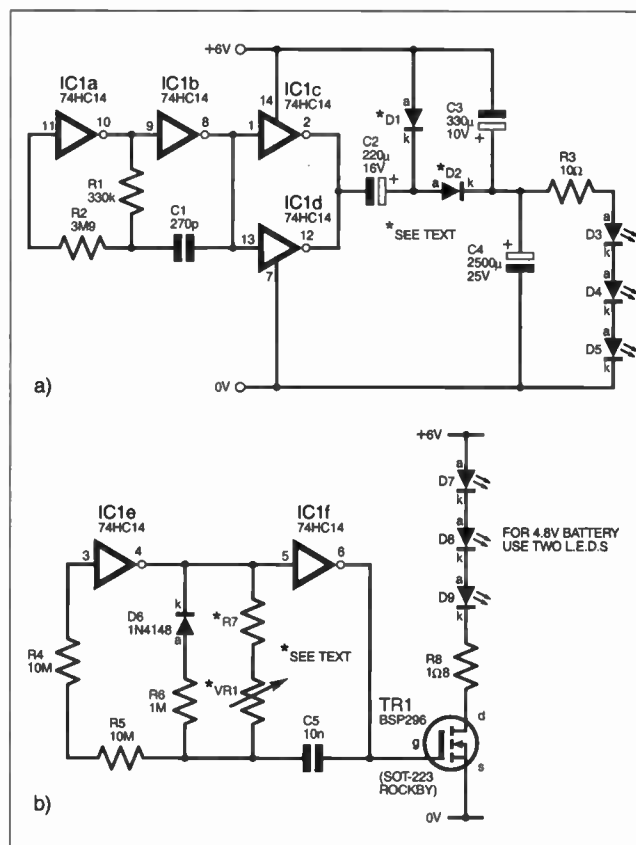 +6V
IC1a
74HC14
IC1b
74HC14
IC1c
74HC14
11
10
9
8
14
1
2
*D1
a
k
C3
330µ
10V
+
C2
220µ
16V
+
*D2
a
k
R3
10Ω
R1
330k
R2
3M9
C1
270p
IC1d
74HC14
13
12
7
*SEE TEXT
+
C4
2500µ
25V
a
D3
k
a
D4
k
a
D5
k
0V
a)
+6V
a
D7
k
a
D8
k
a
D9
k
FOR 4.8V BATTERY
USE TWO L.E.D.S
IC1e
74HC14
3
4
IC1f
74HC14
5
6
k
D6
1N4148
a
*R7
*SEE TEXT
R4
10M
R6
1M
*VR1
R8
1Ω8
R5
10M
C5
10n
TR1
BSP296
d
g
s
(SOT-223
ROCKBY)
0V
b)